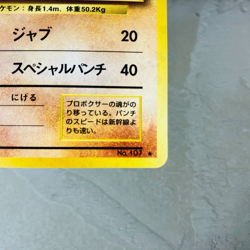 ケモン：身長1.4m、体重50.2Kg
ジャブ 20
スペシャルパンチ 40
にげる
プロボクサーの魂がの
り移っている。パンチ
のスピードは新幹線よ
りも速い。
No.107 ★